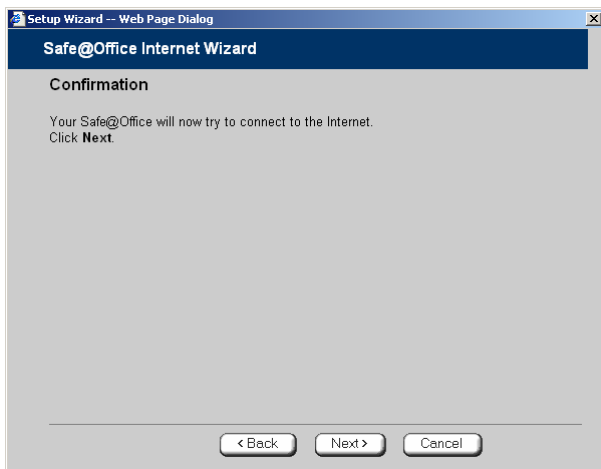 Setup Wizard -- Web Page Dialog
Safe@Office Internet Wizard
Confirmation
Your Safe@Office will now try to connect to the Internet.
Click Next.
< Back Next > Cancel